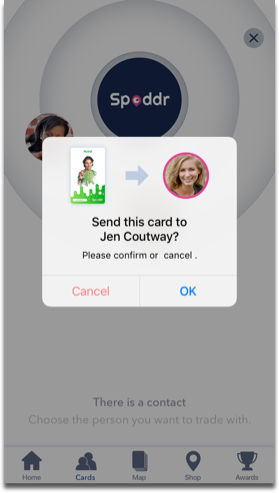 Spoddr
Send this card to
Jen Coutway?
Please confirm or cancel .
Cancel
OK
There is a contact
Choose the person you want to trade with.
Home
Cards
Map
Shop
Awards